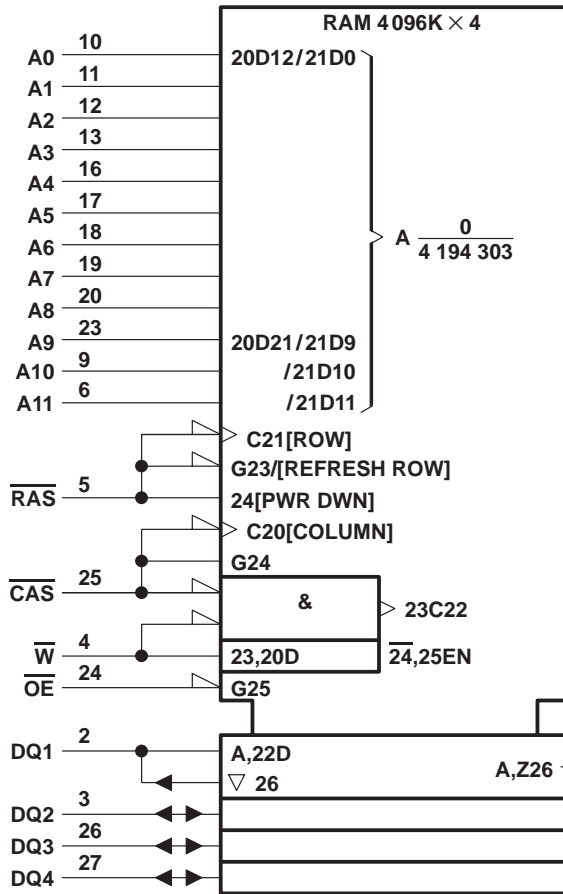 RAM 4096K × 4
A0 10 20D12/21D0
A1 11
A2 12
A3 13
A4 16
A5 17
A6 18
A7 19
A8 20
A9 23 20D21/21D9
A10 9 /21D10
A11 6 /21D11
A 0
4 194 303
C21[ROW]
G23/[REFRESH ROW]
RAS 5 24[PWR DWN]
C20[COLUMN]
G24
CAS 25 & 23C22
W 4 23,20D 24,25EN
OE 24 G25
DQ1 2 A,22D
26 A,Z26
DQ2 3
DQ3 26
DQ4 27